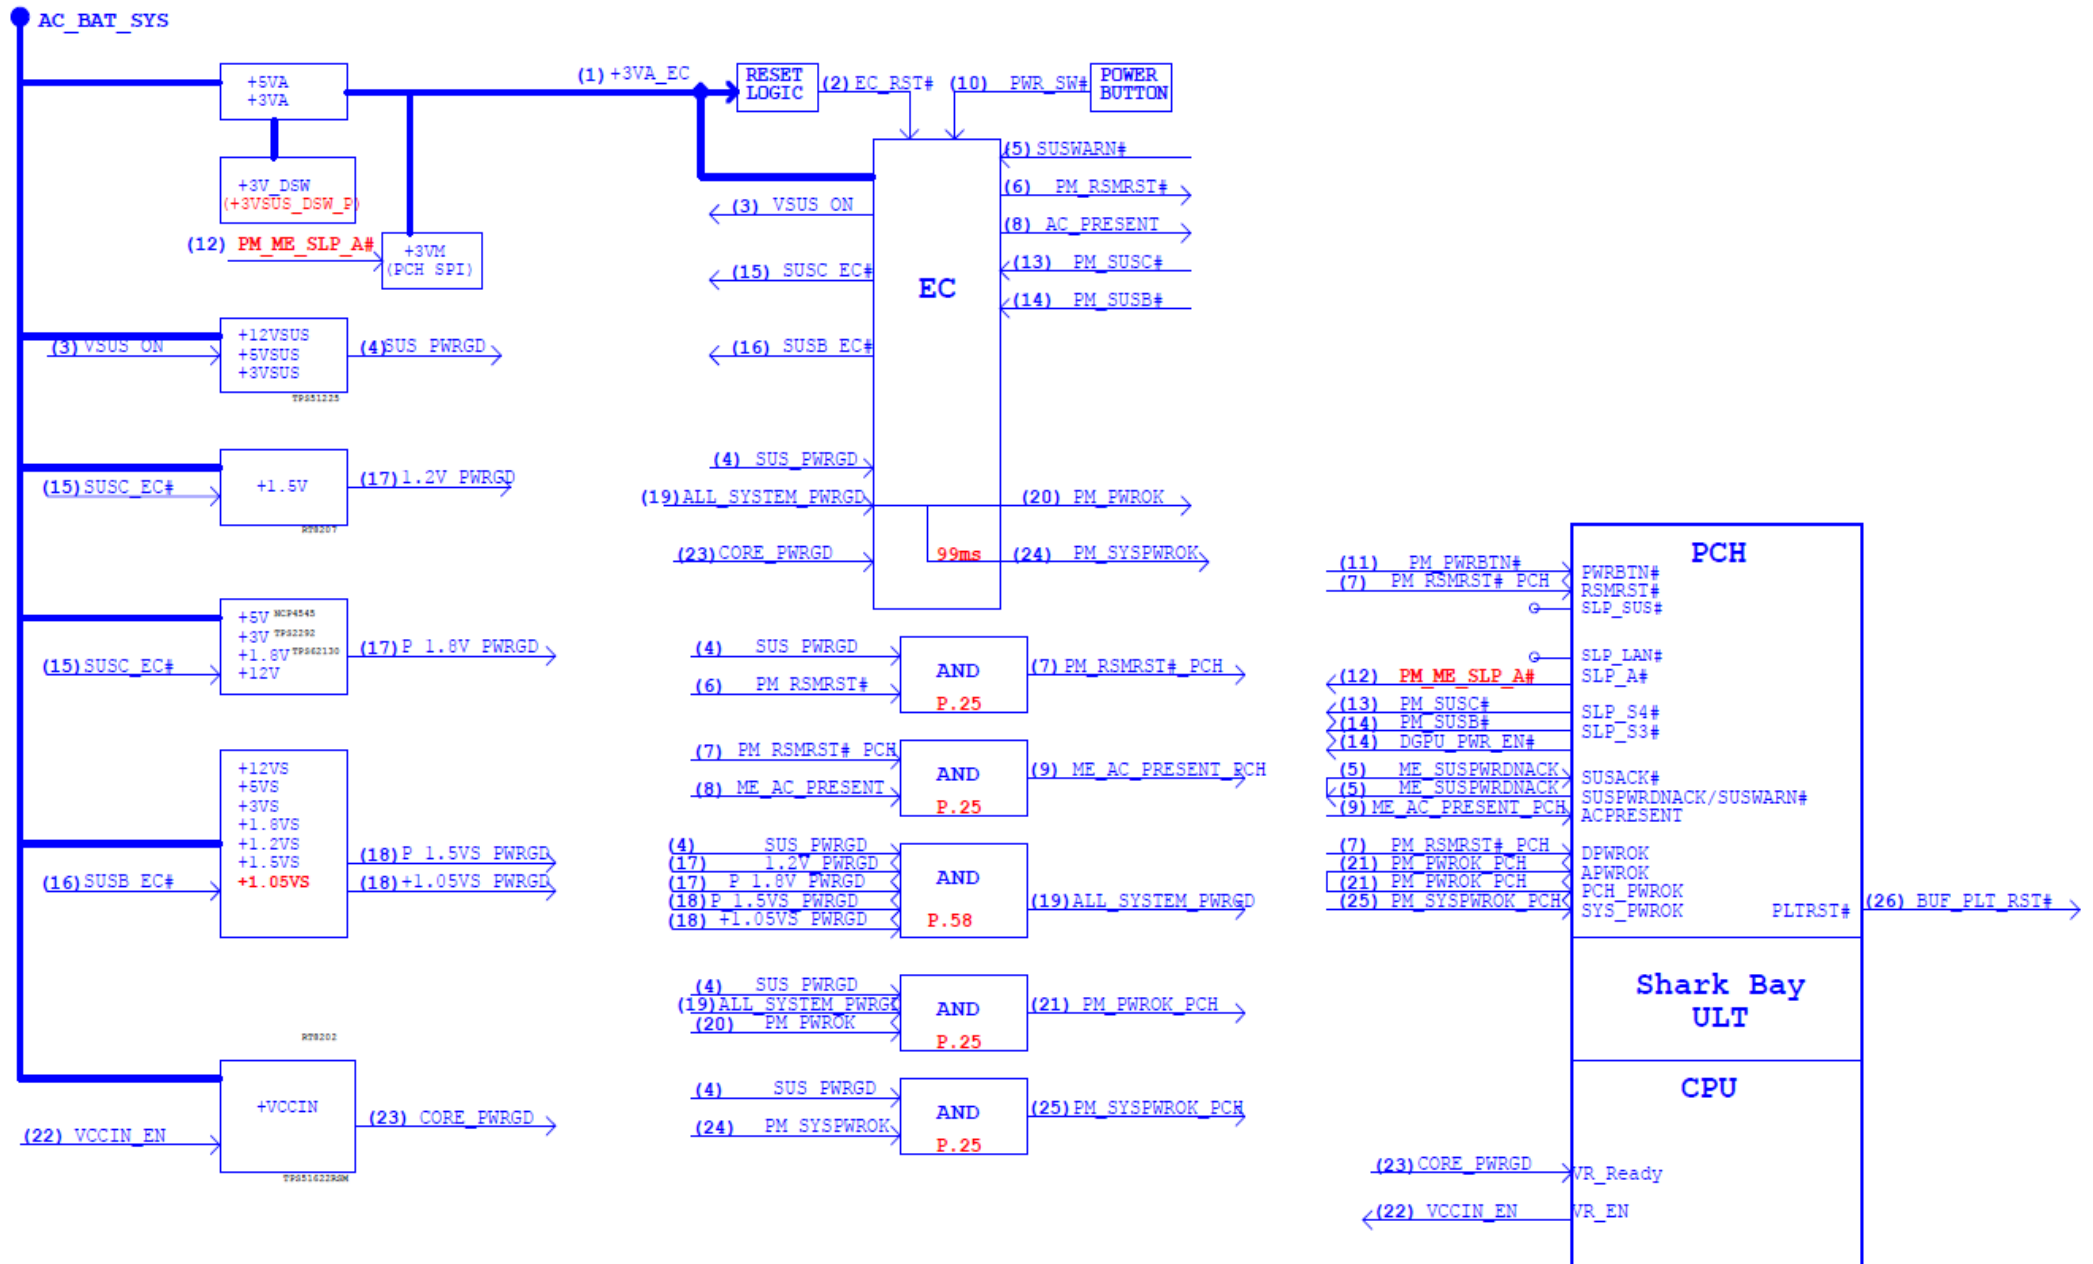 AC_BAT_SYS
+5VA
+3VA
(1) +3VA_EC
RESET
LOGIC
(2) EC_RST#
(10) PWR_SW#
POWER
BUTTON
+3V_DSW
(+3VSUS_DSW_P)
(12) PM_ME_SLP_A#
+3VM
(PCH SPI)
(3) VSUS_ON
+12VSUS
+5VSUS
+3VSUS
(4) SUS_PWRGD
TPS51225
(15) SUSC_EC#
+1.5V
(17) 1.2V_PWRGD
RT8207
(15) SUSC_EC#
+5V NCP4545
+3V TPS2292
+1.8V TPS62130
+12V
(17) P_1.8V_PWRGD
+12VS
+5VS
+3VS
+1.8VS
+1.2VS
+1.5VS
+1.05VS
(16) SUSB_EC#
(18) P_1.5VS_PWRGD
(18) +1.05VS_PWRGD
RT8202
+VCCIN
(22) VCCIN_EN
(23) CORE_PWRGD
TPS51622RSM
EC
(3) VSUS_ON
(15) SUSC_EC#
(16) SUSB_EC#
(4) SUS_PWRGD
(19) ALL_SYSTEM_PWRGD
(23) CORE_PWRGD
(5) SUSWARN#
(6) PM_RSMRST#
(8) AC_PRESENT
(13) PM_SUSC#
(14) PM_SUSB#
(20) PM_PWROK
99ms
(24) PM_SYSPWROK
(4) SUS_PWRGD
(6) PM_RSMRST#
AND
P.25
(7) PM_RSMRST#_PCH
(7) PM_RSMRST#_PCH
(8) ME_AC_PRESENT
AND
P.25
(9) ME_AC_PRESENT_PCH
(4) SUS_PWRGD
(17) 1.2V_PWRGD
(17) P_1.8V_PWRGD
(18) P_1.5VS_PWRGD
(18) +1.05VS_PWRGD
AND
P.58
(19) ALL_SYSTEM_PWRGD
(4) SUS_PWRGD
(19) ALL_SYSTEM_PWRGD
(20) PM_PWROK
AND
P.25
(21) PM_PWROK_PCH
(4) SUS_PWRGD
(24) PM_SYSPWROK
AND
P.25
(25) PM_SYSPWROK_PCH
PCH
(11) PM_PWRBTN# PWRBTN#
(7) PM_RSMRST#_PCH RSMRST#
SLP_SUS#
SLP_LAN#
(12) PM_ME_SLP_A# SLP_A#
(13) PM_SUSC# SLP_S4#
(14) PM_SUSB# SLP_S3#
(14) DGPU_PWR_EN#
(5) ME_SUSPWRDNACK SUSACK#
(5) ME_SUSPWRDNACK SUSPWRDNACK/SUSWARN#
(9) ME_AC_PRESENT_PCH ACPRESENT
(7) PM_RSMRST#_PCH DPWROK
(21) PM_PWROK_PCH APWROK
(21) PM_PWROK_PCH PCH_PWROK
(25) PM_SYSPWROK_PCH SYS_PWROK
PLTRST# (26) BUF_PLT_RST#
Shark Bay
ULT
CPU
(23) CORE_PWRGD VR_Ready
(22) VCCIN_EN VR_EN